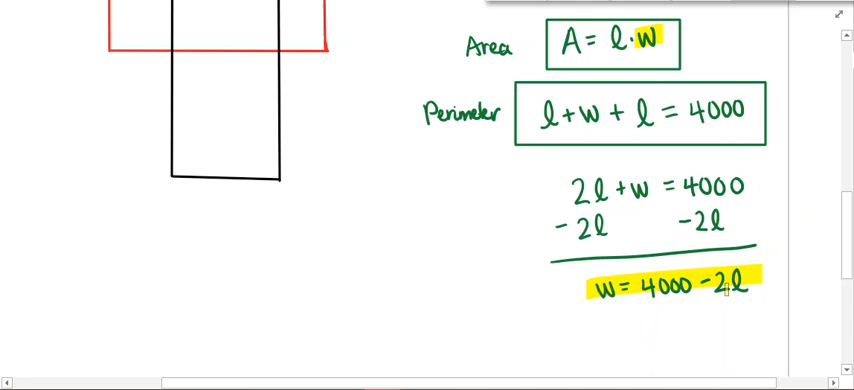 Area A = l · w
Perimeter l + w + l = 4000
2l + w = 4000
- 2l - 2l
w = 4000 - 2l